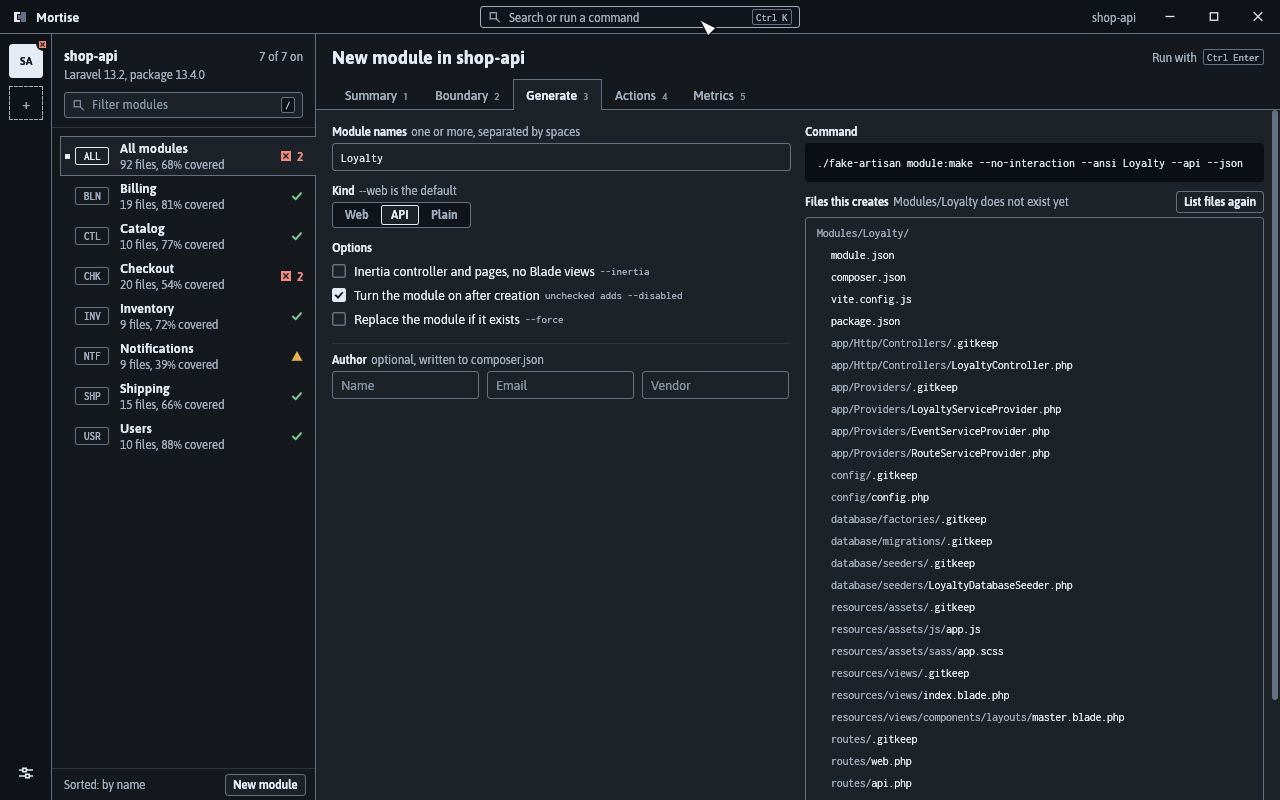 Mortise
Search or run a command
Ctrl K
shop-api
SA
+
shop-api
7 of 7 on
Laravel 13.2, package 13.4.0
Filter modules
/
ALL
All modules
92 files, 68% covered
2
BLN
Billing
19 files, 81% covered
CTL
Catalog
10 files, 77% covered
CHK
Checkout
20 files, 54% covered
2
INV
Inventory
9 files, 72% covered
NTF
Notifications
9 files, 39% covered
SHP
Shipping
15 files, 66% covered
USR
Users
10 files, 88% covered
Sorted: by name
New module
New module in shop-api
Run with
Ctrl Enter
Summary 1
Boundary 2
Generate 3
Actions 4
Metrics 5
Module names one or more, separated by spaces
Loyalty
Kind --web is the default
Web
API
Plain
Options
Inertia controller and pages, no Blade views --inertia
Turn the module on after creation unchecked adds --disabled
Replace the module if it exists --force
Author optional, written to composer.json
Name
Email
Vendor
Command
./fake-artisan module:make --no-interaction --ansi Loyalty --api --json
Files this creates Modules/Loyalty does not exist yet
List files again
Modules/Loyalty/
module.json
composer.json
vite.config.js
package.json
app/Http/Controllers/.gitkeep
app/Http/Controllers/LoyaltyController.php
app/Providers/.gitkeep
app/Providers/LoyaltyServiceProvider.php
app/Providers/EventServiceProvider.php
app/Providers/RouteServiceProvider.php
config/.gitkeep
config/config.php
database/factories/.gitkeep
database/migrations/.gitkeep
database/seeders/.gitkeep
database/seeders/LoyaltyDatabaseSeeder.php
resources/assets/.gitkeep
resources/assets/js/app.js
resources/assets/sass/app.scss
resources/views/.gitkeep
resources/views/index.blade.php
resources/views/components/layouts/master.blade.php
routes/.gitkeep
routes/web.php
routes/api.php